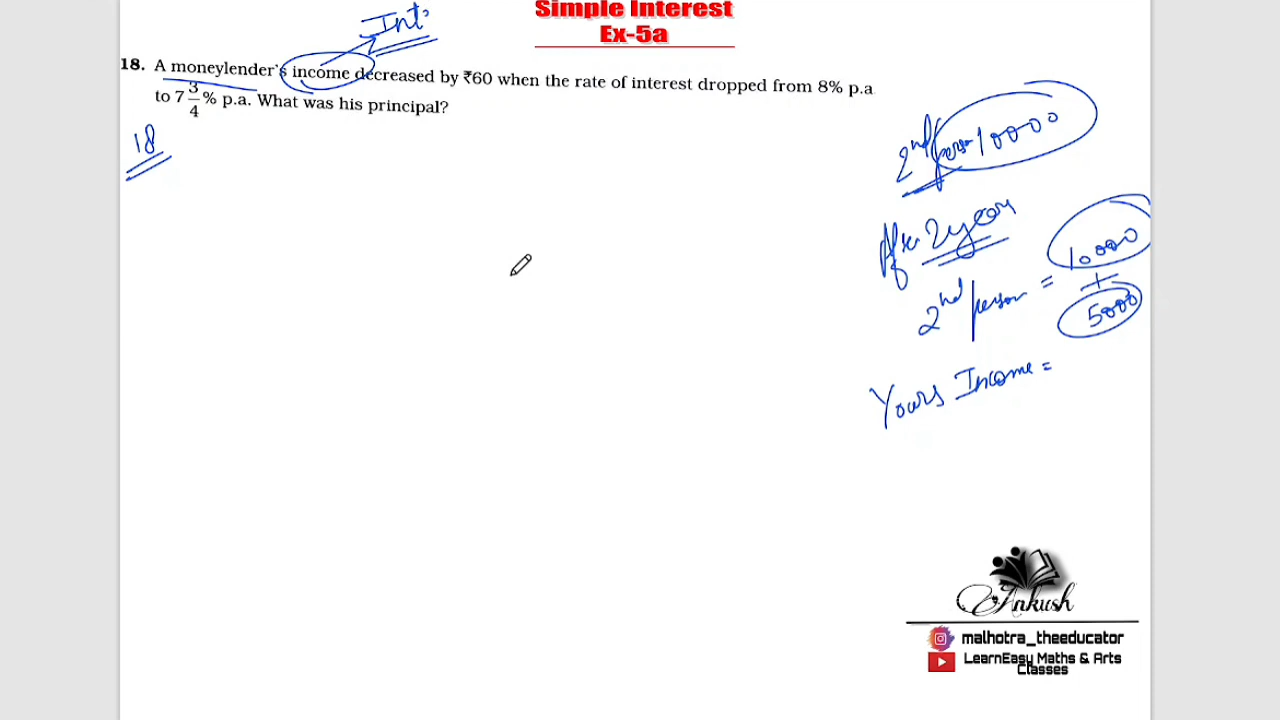 Simple Interest
Ex-5a
Int.
18. A moneylender's income decreased by ₹60 when the rate of interest dropped from 8% p.a
to 7 3/4 % p.a. What was his principal?
18
2nd person 10000
After 2 year
2nd person = 10000
+
5000
Yours Income =
Ankush
malhotra_theeducator
LearnEasy Maths & Arts
Classes